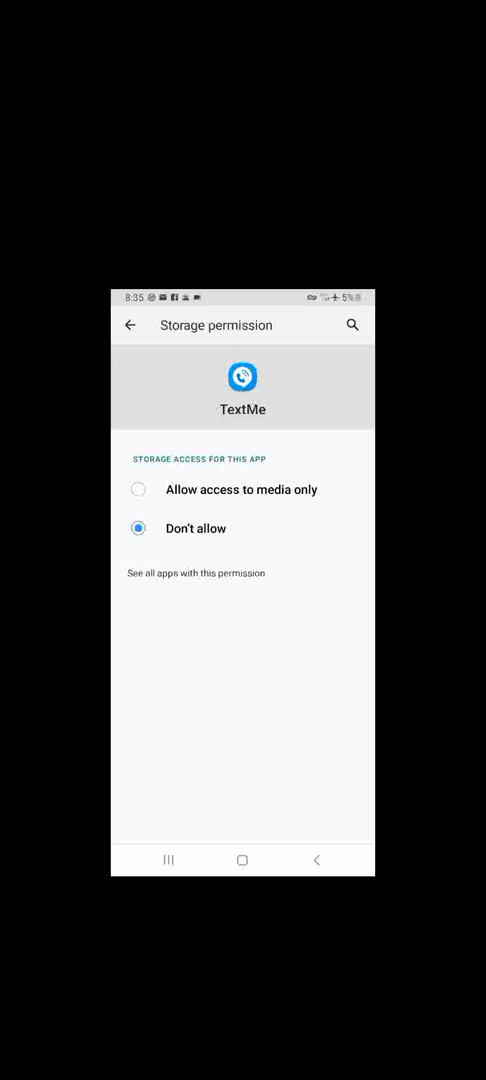 8:35 5%
Storage permission
TextMe
STORAGE ACCESS FOR THIS APP
Allow access to media only
Don't allow
See all apps with this permission